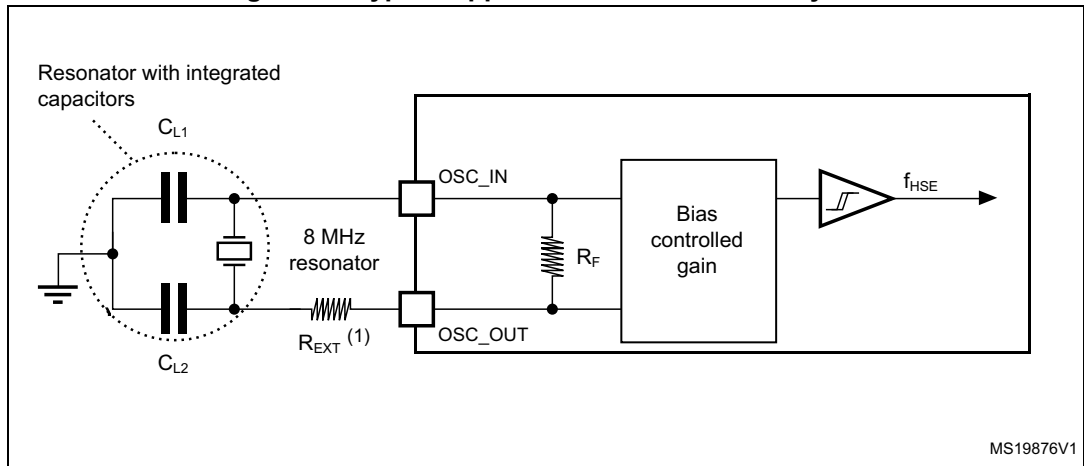 Resonator with integrated
capacitors
CL1
OSC_IN
fHSE
8 MHz
resonator
RF
Bias
controlled
gain
REXT (1)
OSC_OUT
CL2
MS19876V1